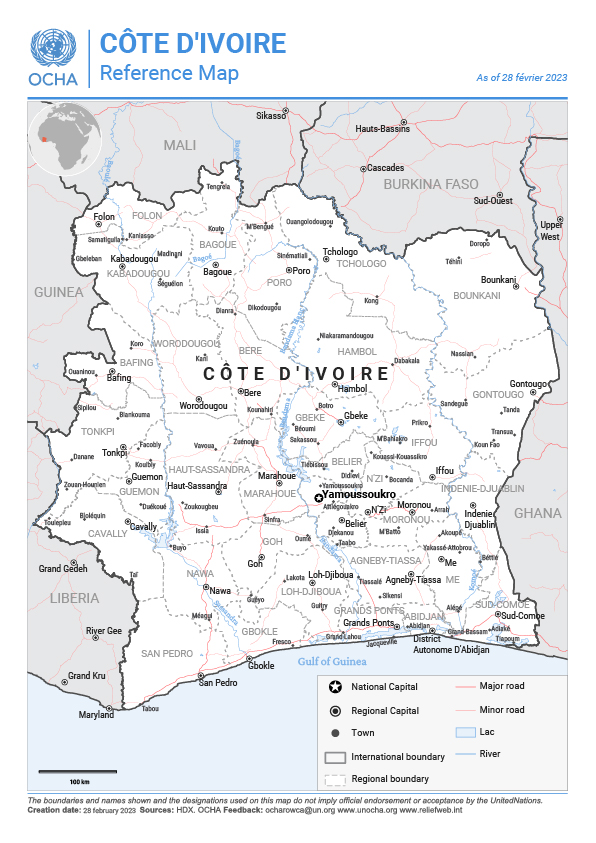 CÔTE D'IVOIRE
Reference Map
OCHA
As of 28 février 2023
Sikasso
Hauts-Bassins
MALI
Cascades
BURKINA FASO
Tengrela
Sud-Ouest
Folon
FOLON
Upper
West
Kouto
M'Bengué
Ouangolodougou
Samatiguila
Kaniasso
BAGOUE
Doropo
Gbeleban
Kabadougou
Madingni
Bagoé
Sinématiali
Tchologo
TCHOLOGO
Téhini
KABADOUGOU
Bagoue
Poro
Séguélon
PORO
Bounkani
BOUNKANI
GUINEA
Kong
Dianra
Dikodougou
Niakaramandougou
Koro
WORODOUGOU
BERE
HAMBOL
Nassian
BAFING
Kani
Dabakala
Ouaninou
Bafing
CÔTE D'IVOIRE
GONTOUGO
Gontougo
Hambol
Bere
Sipilou
Worodougou
Kounahiri
Botro
Sandegue
Tanda
Biankouma
GBEKE
Gbeke
TONKPI
Béoumi
Prikro
Transua
Danane
Tonkpi
Facobly
Vavoua
Zuénoula
Sakassou
M'Bahiakro
IFFOU
Koun Fao
Koubly
Kouassi-Kouassikro
Tiébissou
BELIER
HAUT-SASSANDRA
Marahoue
Didievi
Iffou
Zouan-Hounien
Guemon
GUEMON
Haut-Sassandra
MARAHOUE
Yamoussoukro
N'ZI
Bocanda
INDENIE-DJUABLIN
Yamoussoukro
Bloléquin
Duékoué
Zoukougbeu
Attiégouakro
N'Zi
Moronou
Arrah
Indenie-
Djuablin
GHANA
Toulepleu
Cavally
CAVALLY
Sinfra
Belier
MORONOU
Issia
Djekanou
M'Batto
Akoupé
Buyo
GOH
Oumé
Taabo
Yakassé-Attobrou
Goh
AGNEBY-TIASSA
Me
Bettié
Grand Gedeh
Taï
NAWA
Lakota
Loh-Djiboua
Tiassalé
Agneby-Tiassa
ME
LIBERIA
Nawa
LOH-DJIBOUA
Sikensi
Guéyo
Guitry
GRANDS PONTS
Alépé
SUD-COMOE
Méagui
Grands Ponts
ABIDJAN
Sud-Comoe
River Gee
GBOKLE
Grand Lahou
Abidjan
Grand-Bassam
Adiaké
Fresco
Jacqueville
District
Autonome D'Abidjan
Tiapoum
SAN PEDRO
Gbokle
Gulf of Guinea
Grand Kru
San Pedro
Maryland
Tabou
National Capital
Regional Capital
Town
International boundary
Regional boundary
Major road
Minor road
Lac
River
100 km
The boundaries and names shown and the designations used on this map do not imply official endorsement or acceptance by the UnitedNations.
Creation date: 28 february 2023 Sources: HDX, OCHA Feedback: ocharowca@un.org www.unocha.org www.reliefweb.int